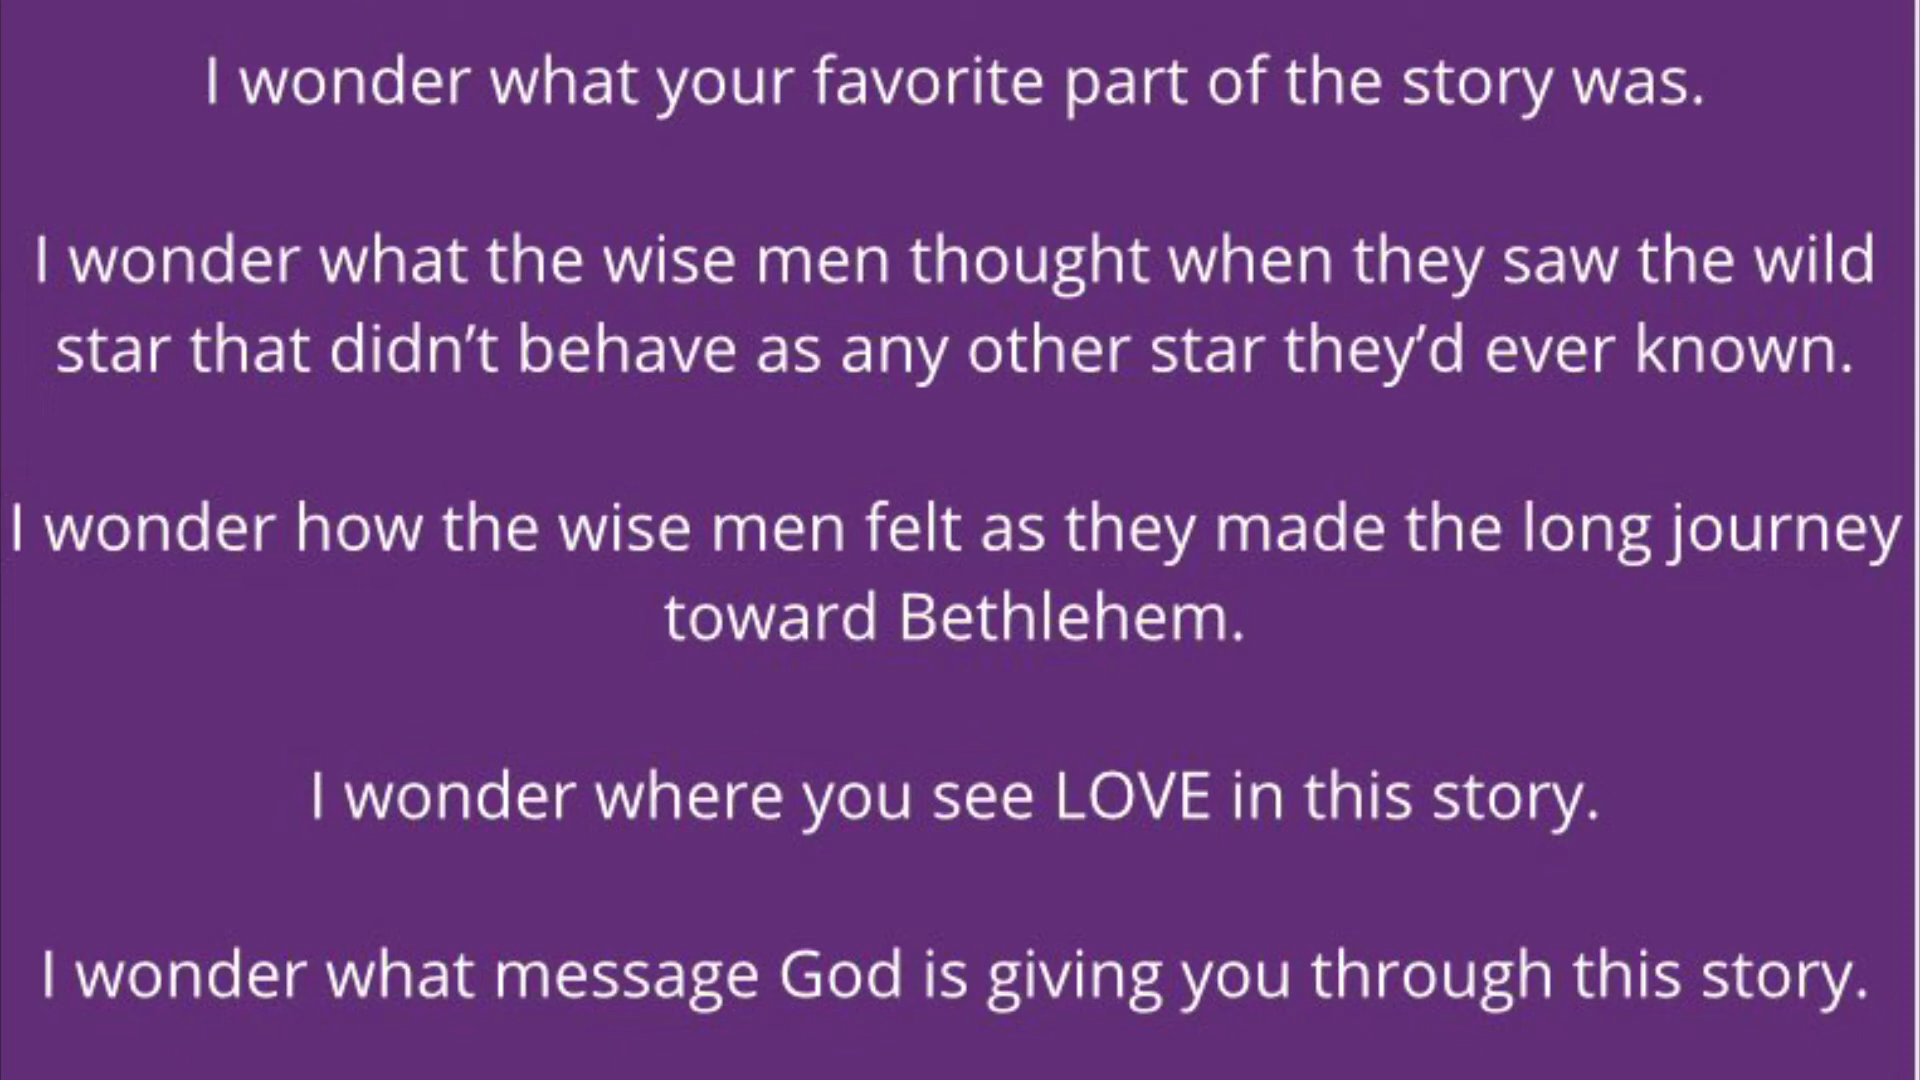 I wonder what your favorite part of the story was.
I wonder what the wise men thought when they saw the wild
star that didn’t behave as any other star they’d ever known.
I wonder how the wise men felt as they made the long journey
toward Bethlehem.
I wonder where you see LOVE in this story.
I wonder what message God is giving you through this story.